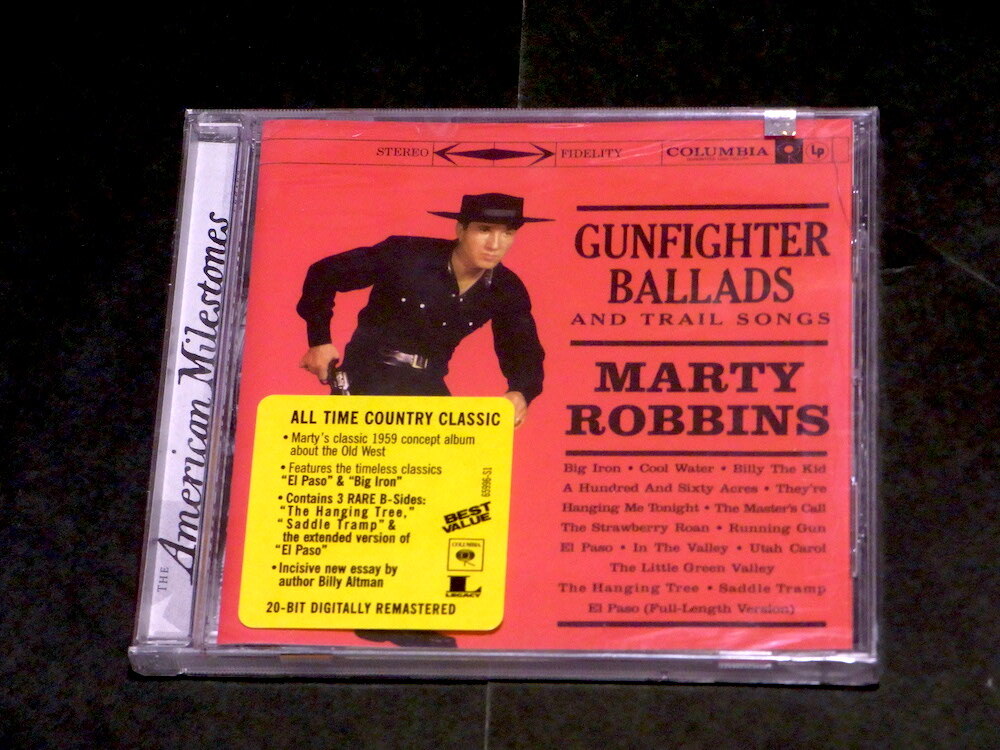 THE American Milestones
STEREO FIDELITY
COLUMBIA Lp
GUNFIGHTER
BALLADS
AND TRAIL SONGS
MARTY
ROBBINS
Big Iron • Cool Water • Billy The Kid
A Hundred And Sixty Acres • They're
Hanging Me Tonight • The Master's Call
The Strawberry Roan • Running Gun
El Paso • In The Valley • Utah Carol
The Little Green Valley
The Hanging Tree • Saddle Tramp
El Paso (Full-Length Version)
ALL TIME COUNTRY CLASSIC
• Marty's classic 1959 concept album
about the Old West
• Features the timeless classics
"El Paso" & "Big Iron"
• Contains 3 RARE B-Sides:
"The Hanging Tree,"
"Saddle Tramp" &
the extended version of
"El Paso"
• Incisive new essay by
author Billy Altman
20-BIT DIGITALLY REMASTERED
65996-S1
BEST
VALUE
COLUMBIA
L
LEGACY